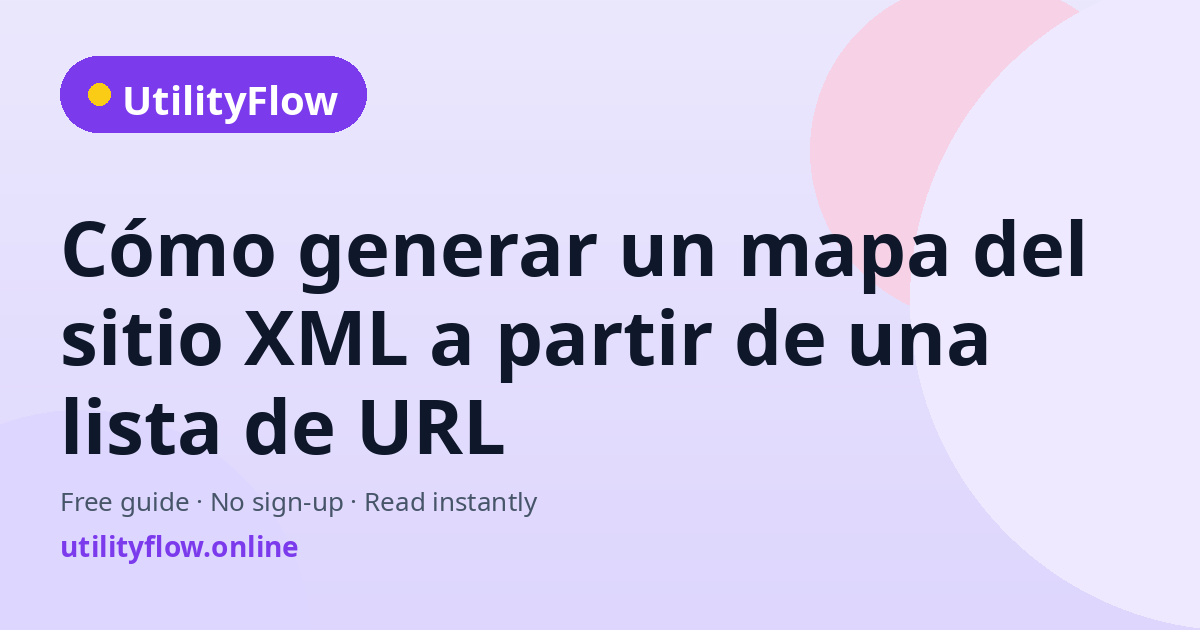 UtilityFlow
Cómo generar un mapa del
sitio XML a partir de una
lista de URL
Free guide · No sign-up · Read instantly
utilityflow.online